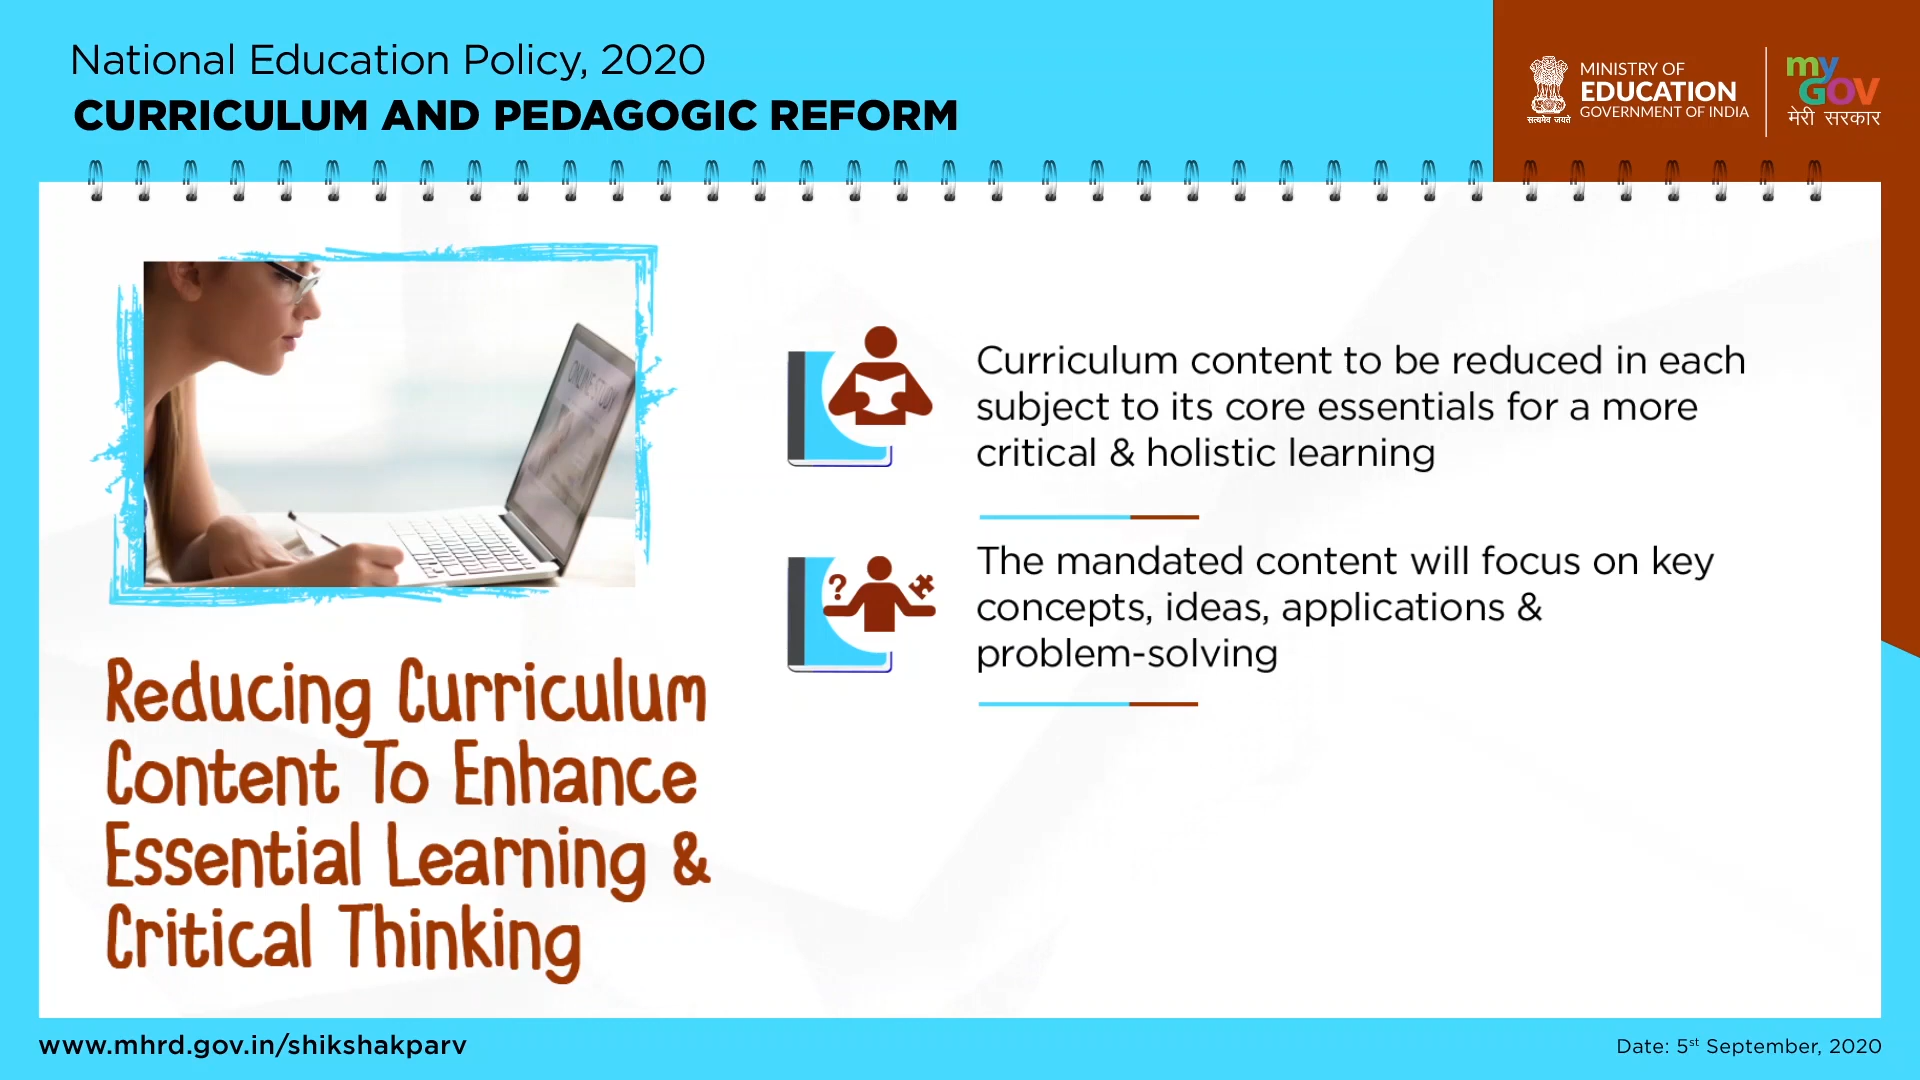 National Education Policy, 2020
CURRICULUM AND PEDAGOGIC REFORM
सत्यमेव जयते
MINISTRY OF
EDUCATION
GOVERNMENT OF INDIA
my
GOV
मेरी सरकार
ONLINE STUDY
Reducing Curriculum
Content To Enhance
Essential Learning &
Critical Thinking
Curriculum content to be reduced in each
subject to its core essentials for a more
critical & holistic learning
?
The mandated content will focus on key
concepts, ideas, applications &
problem-solving
www.mhrd.gov.in/shikshakparv
Date: 5st September, 2020